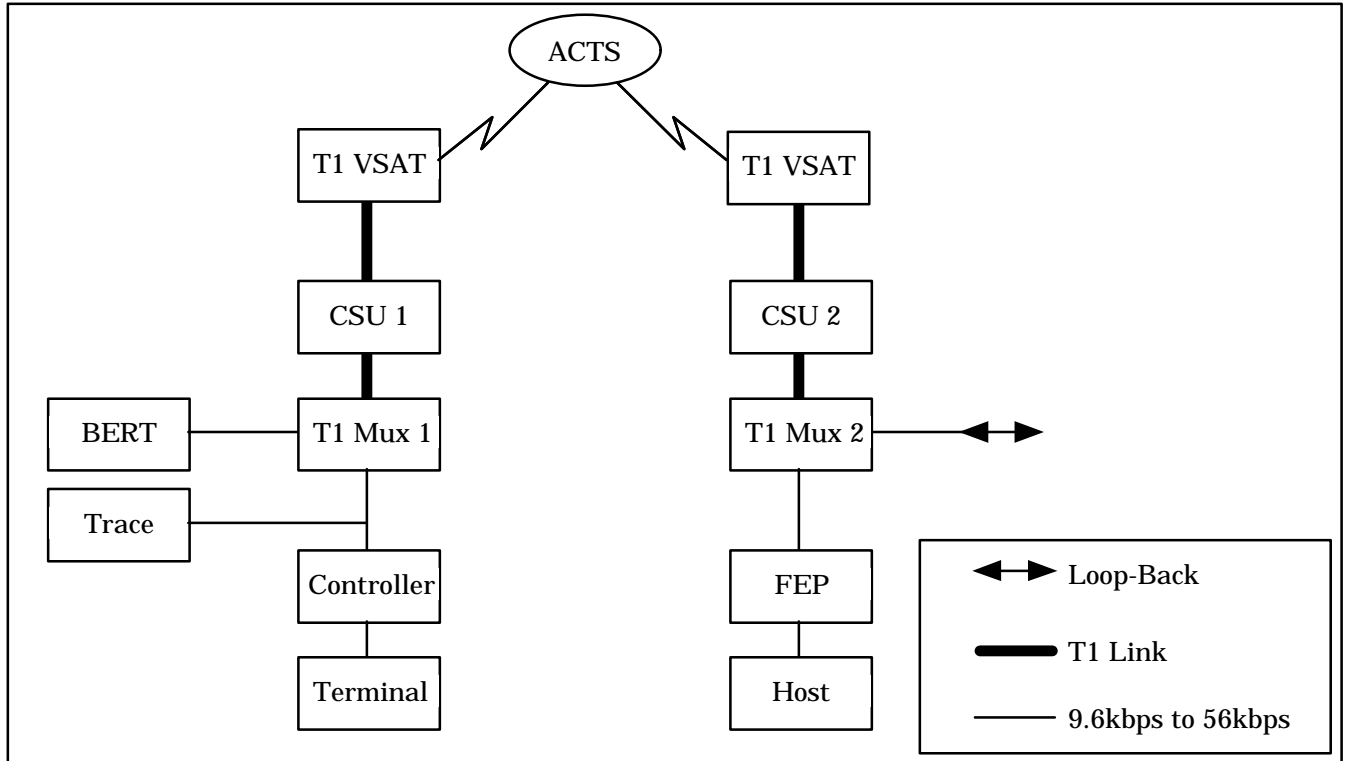 ACTS
T1 VSAT
T1 VSAT
CSU 1
CSU 2
BERT
T1 Mux 1
T1 Mux 2
Trace
Controller
FEP
Terminal
Host
Loop-Back
T1 Link
9.6kbps to 56kbps